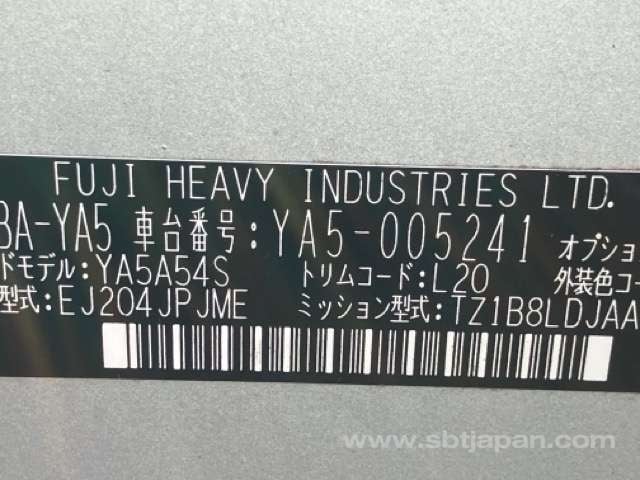 FUJI HEAVY INDUSTRIES LTD.
BA-YA5 車台番号:YA5-005241 オプショ
ドモデル:YA5A54S トリムコード:L20 外装色コー
型式:EJ204JPJME ミッション型式:TZ1B8LDJAA
www.sbtjapan.com